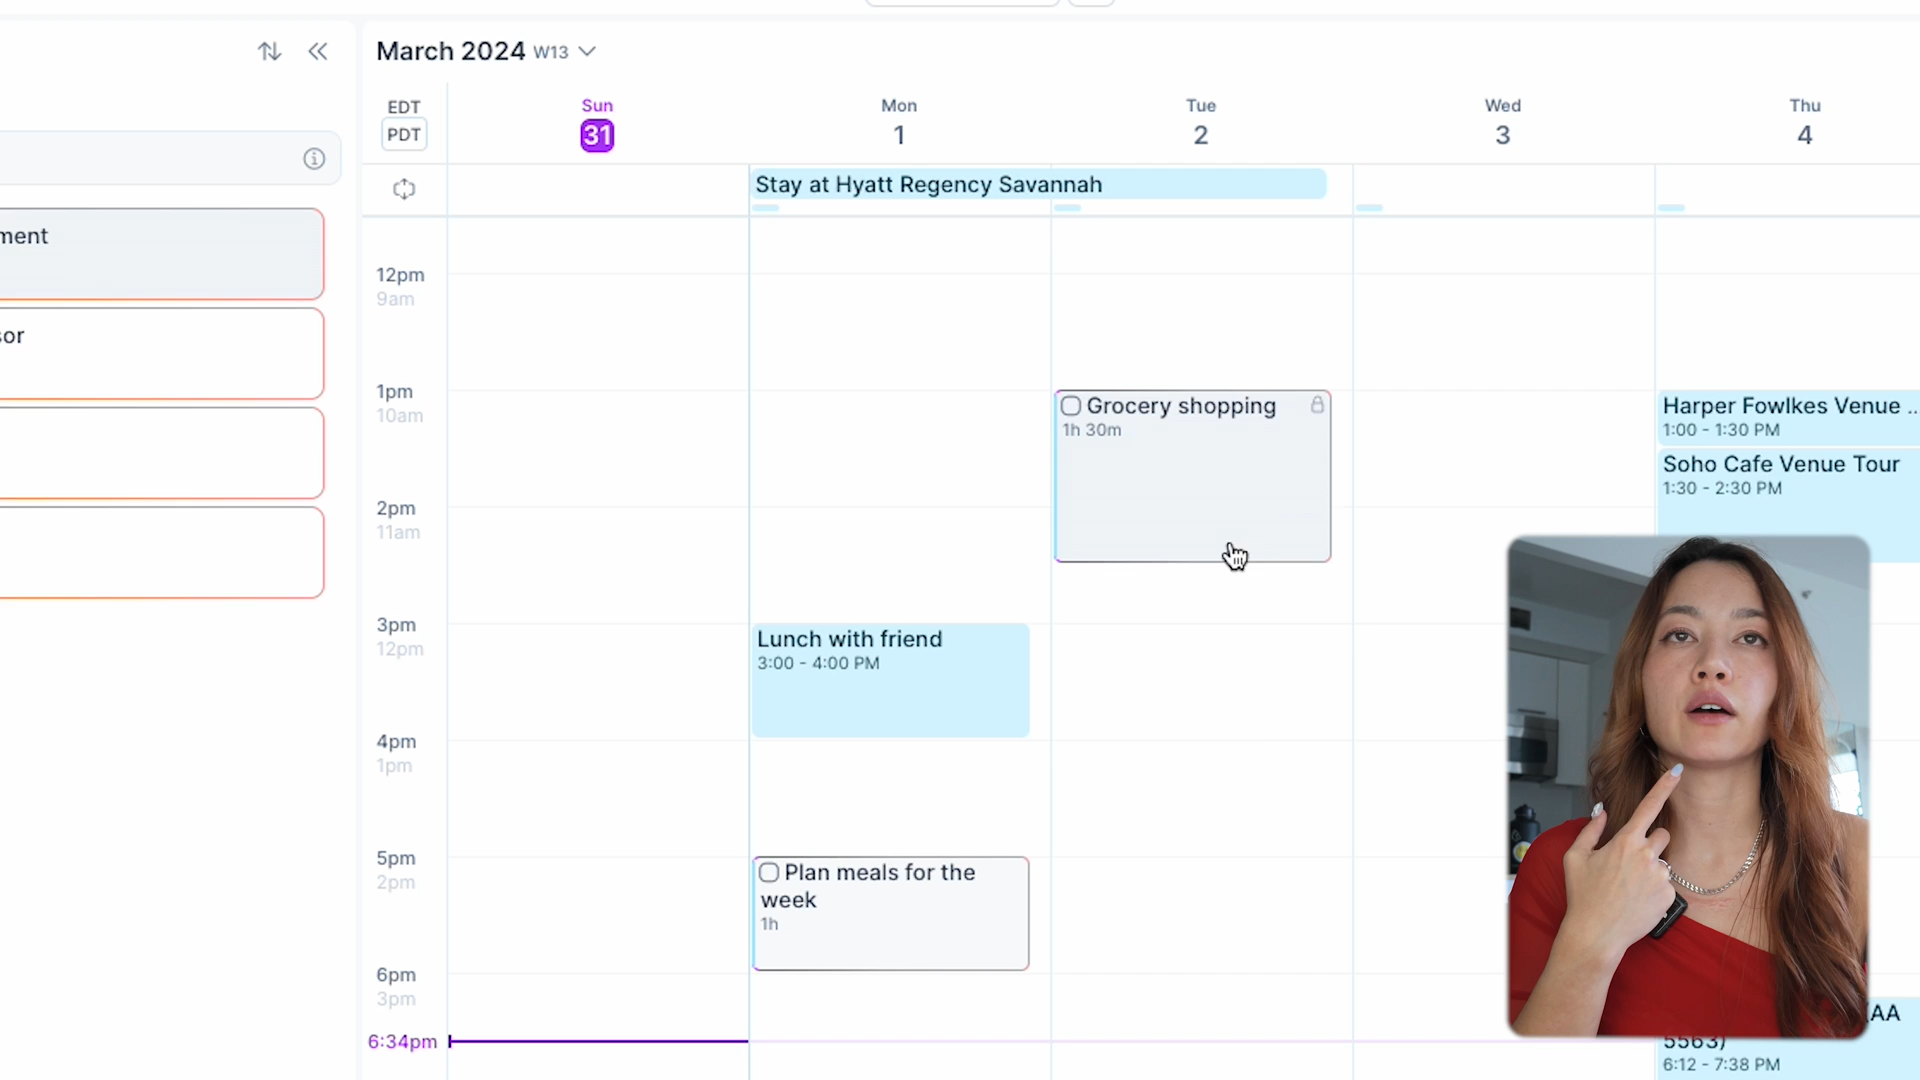 March 2024 W13
EDT
PDT
Sun
31
Mon
1
Tue
2
Wed
3
Thu
4
ment
sor
Stay at Hyatt Regency Savannah
12pm
9am
1pm
10am
2pm
11am
3pm
12pm
4pm
1pm
5pm
2pm
6pm
3pm
6:34pm
Grocery shopping
1h 30m
Harper Fowlkes Venue ...
1:00 - 1:30 PM
Soho Cafe Venue Tour
1:30 - 2:30 PM
Lunch with friend
3:00 - 4:00 PM
Plan meals for the
week
1h
(AA
5563)
6:12 - 7:38 PM